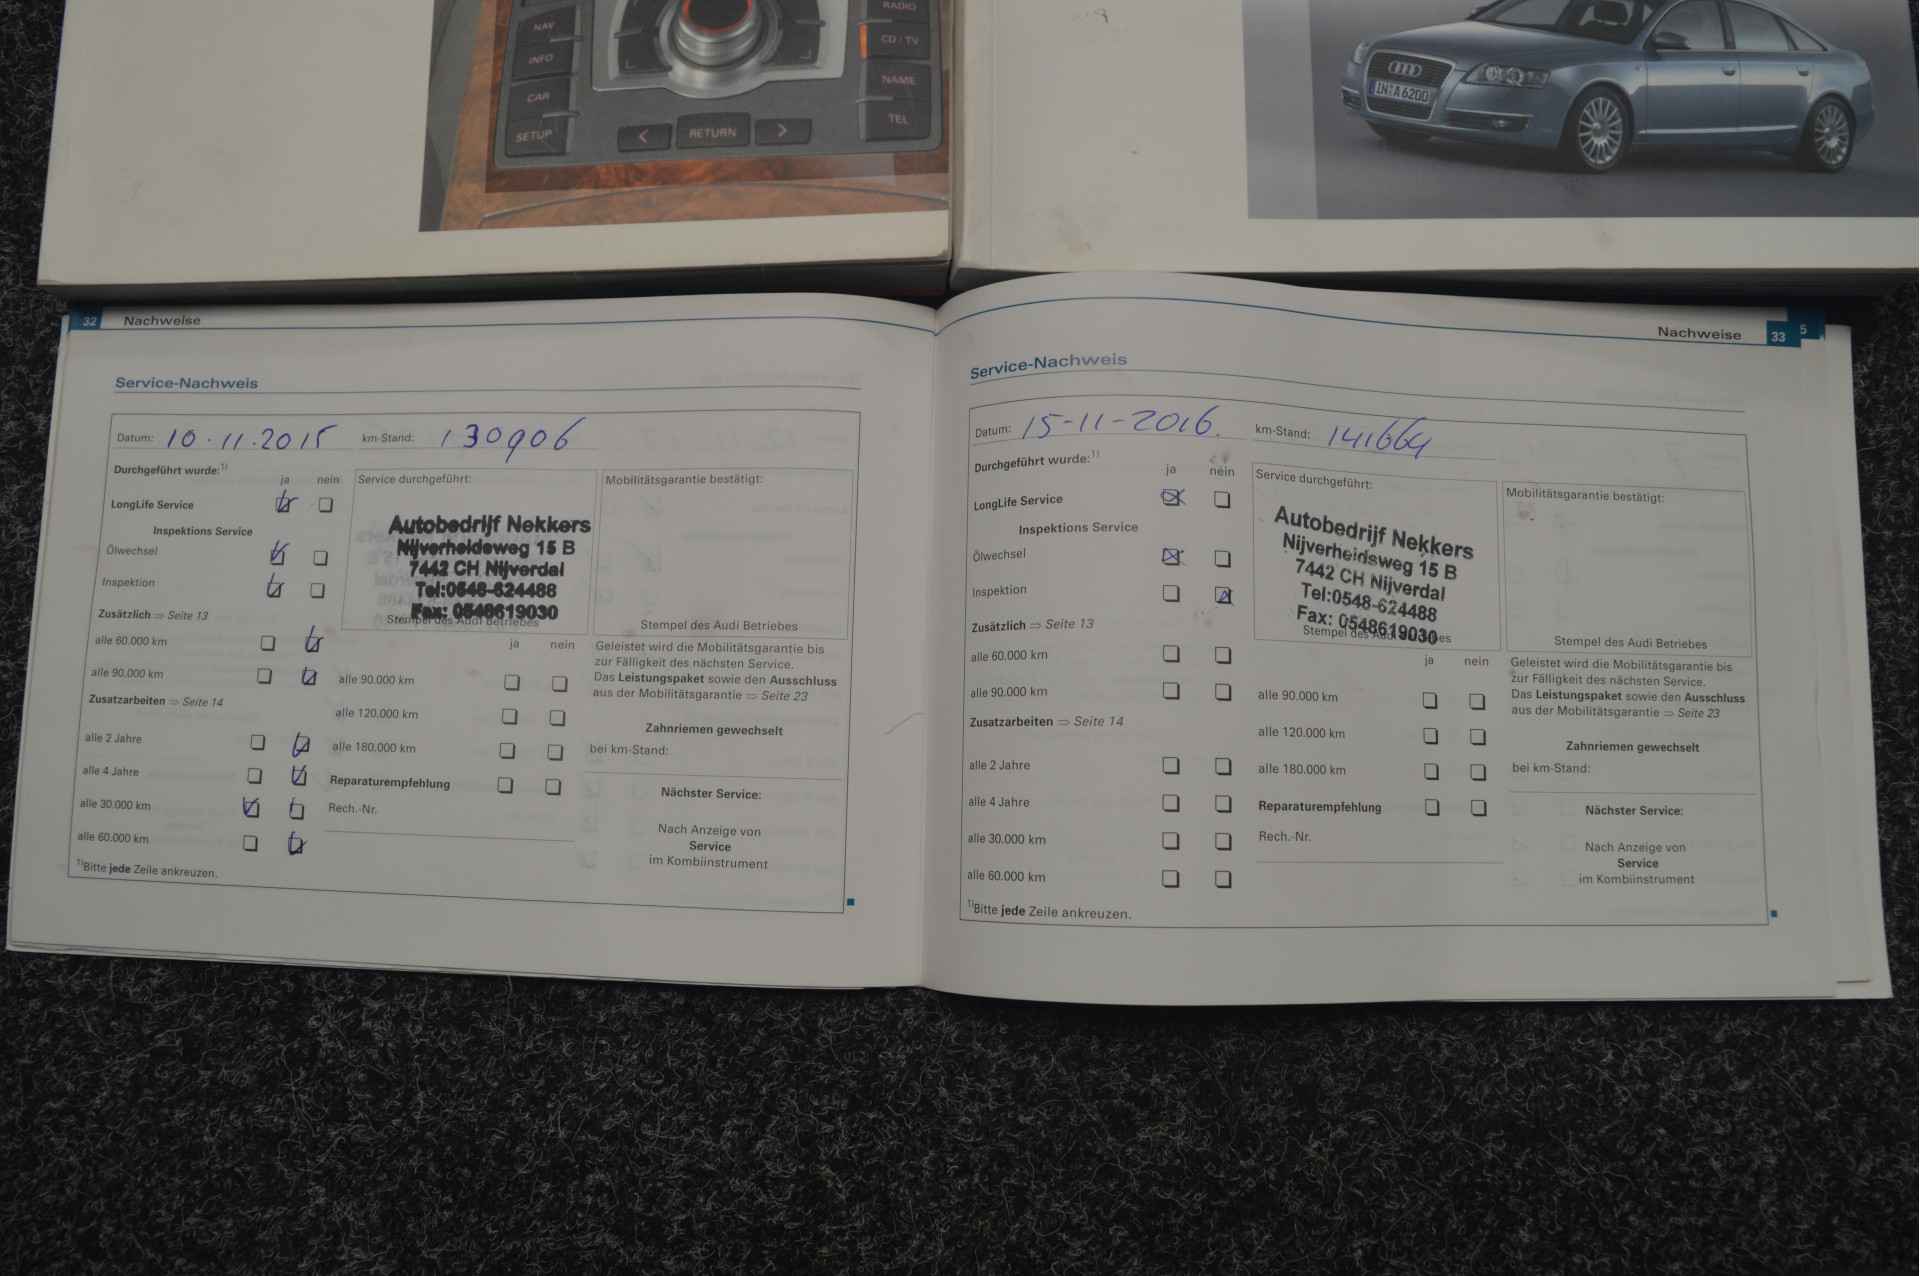 NAV
INFO
CAR
SETUP
<
RETURN
>
RADIO
CD / TV
NAME
TEL
IN A 6200
32 Nachweise
Service-Nachweis
Datum: 10.11.2015 km-Stand: 130906
Durchgeführt wurde:1)
ja nein
LongLife Service
Inspektions Service
Ölwechsel
Inspektion
Zusätzlich ⇒ Seite 13
alle 60.000 km
alle 90.000 km
Zusatzarbeiten ⇒ Seite 14
alle 2 Jahre
alle 4 Jahre
alle 30.000 km
alle 60.000 km
1)Bitte jede Zeile ankreuzen.
Service durchgeführt:
Autobedrijf Nekkers
Nijverheidsweg 15 B
7442 CH Nijverdal
Tel:0548-624488
Fax: 0548619030
Stempel des Audi Betriebes
ja nein
alle 90.000 km
alle 120.000 km
alle 180.000 km
Reparaturempfehlung
Rech.-Nr.
Mobilitätsgarantie bestätigt:
Stempel des Audi Betriebes
Geleistet wird die Mobilitätsgarantie bis
zur Fälligkeit des nächsten Service.
Das Leistungspaket sowie den Ausschluss
aus der Mobilitätsgarantie ⇒ Seite 23
Zahnriemen gewechselt
bei km-Stand:
Nächster Service:
Nach Anzeige von
Service
im Kombiinstrument
Nachweise 33
5
Service-Nachweis
Datum: 15-11-2016. km-Stand: 141664
Durchgeführt wurde:1)
ja nein
LongLife Service
Inspektions Service
Ölwechsel
Inspektion
Zusätzlich ⇒ Seite 13
alle 60.000 km
alle 90.000 km
Zusatzarbeiten ⇒ Seite 14
alle 2 Jahre
alle 4 Jahre
alle 30.000 km
alle 60.000 km
1)Bitte jede Zeile ankreuzen.
Service durchgeführt:
Autobedrijf Nekkers
Nijverheidsweg 15 B
7442 CH Nijverdal
Tel:0548-624488
Fax: 0548619030
Stempel des Audi Betriebes
ja nein
alle 90.000 km
alle 120.000 km
alle 180.000 km
Reparaturempfehlung
Rech.-Nr.
Mobilitätsgarantie bestätigt:
Stempel des Audi Betriebes
Geleistet wird die Mobilitätsgarantie bis
zur Fälligkeit des nächsten Service.
Das Leistungspaket sowie den Ausschluss
aus der Mobilitätsgarantie ⇒ Seite 23
Zahnriemen gewechselt
bei km-Stand:
Nächster Service:
Nach Anzeige von
Service
im Kombiinstrument